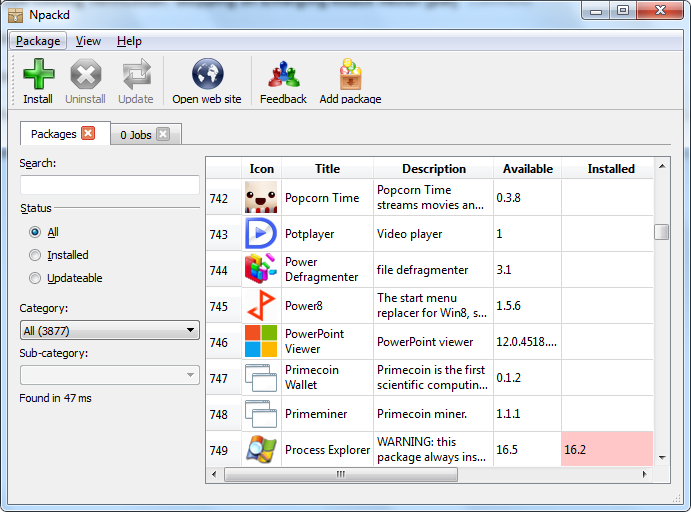 Npackd
Package View Help
Install Uninstall Update Open web site Feedback Add package
Packages 0 Jobs
Search:
Status
All
Installed
Updateable
Category:
All (3877)
Sub-category:
Found in 47 ms
Icon Title Description Available Installed
742 Popcorn Time Popcorn Time
streams movies an... 0.3.8
743 Potplayer Video player 1
744 Power
Defragmenter file defragmenter 3.1
745 Power8 The start menu
replacer for Win8, s... 1.5.6
746 PowerPoint
Viewer PowerPoint viewer 12.0.4518....
747 Primecoin
Wallet Primecoin is the first
scientific computin... 0.1.2
748 Primeminer Primecoin miner. 1.1.1
749 Process Explorer WARNING: this
package always ins... 16.5 16.2